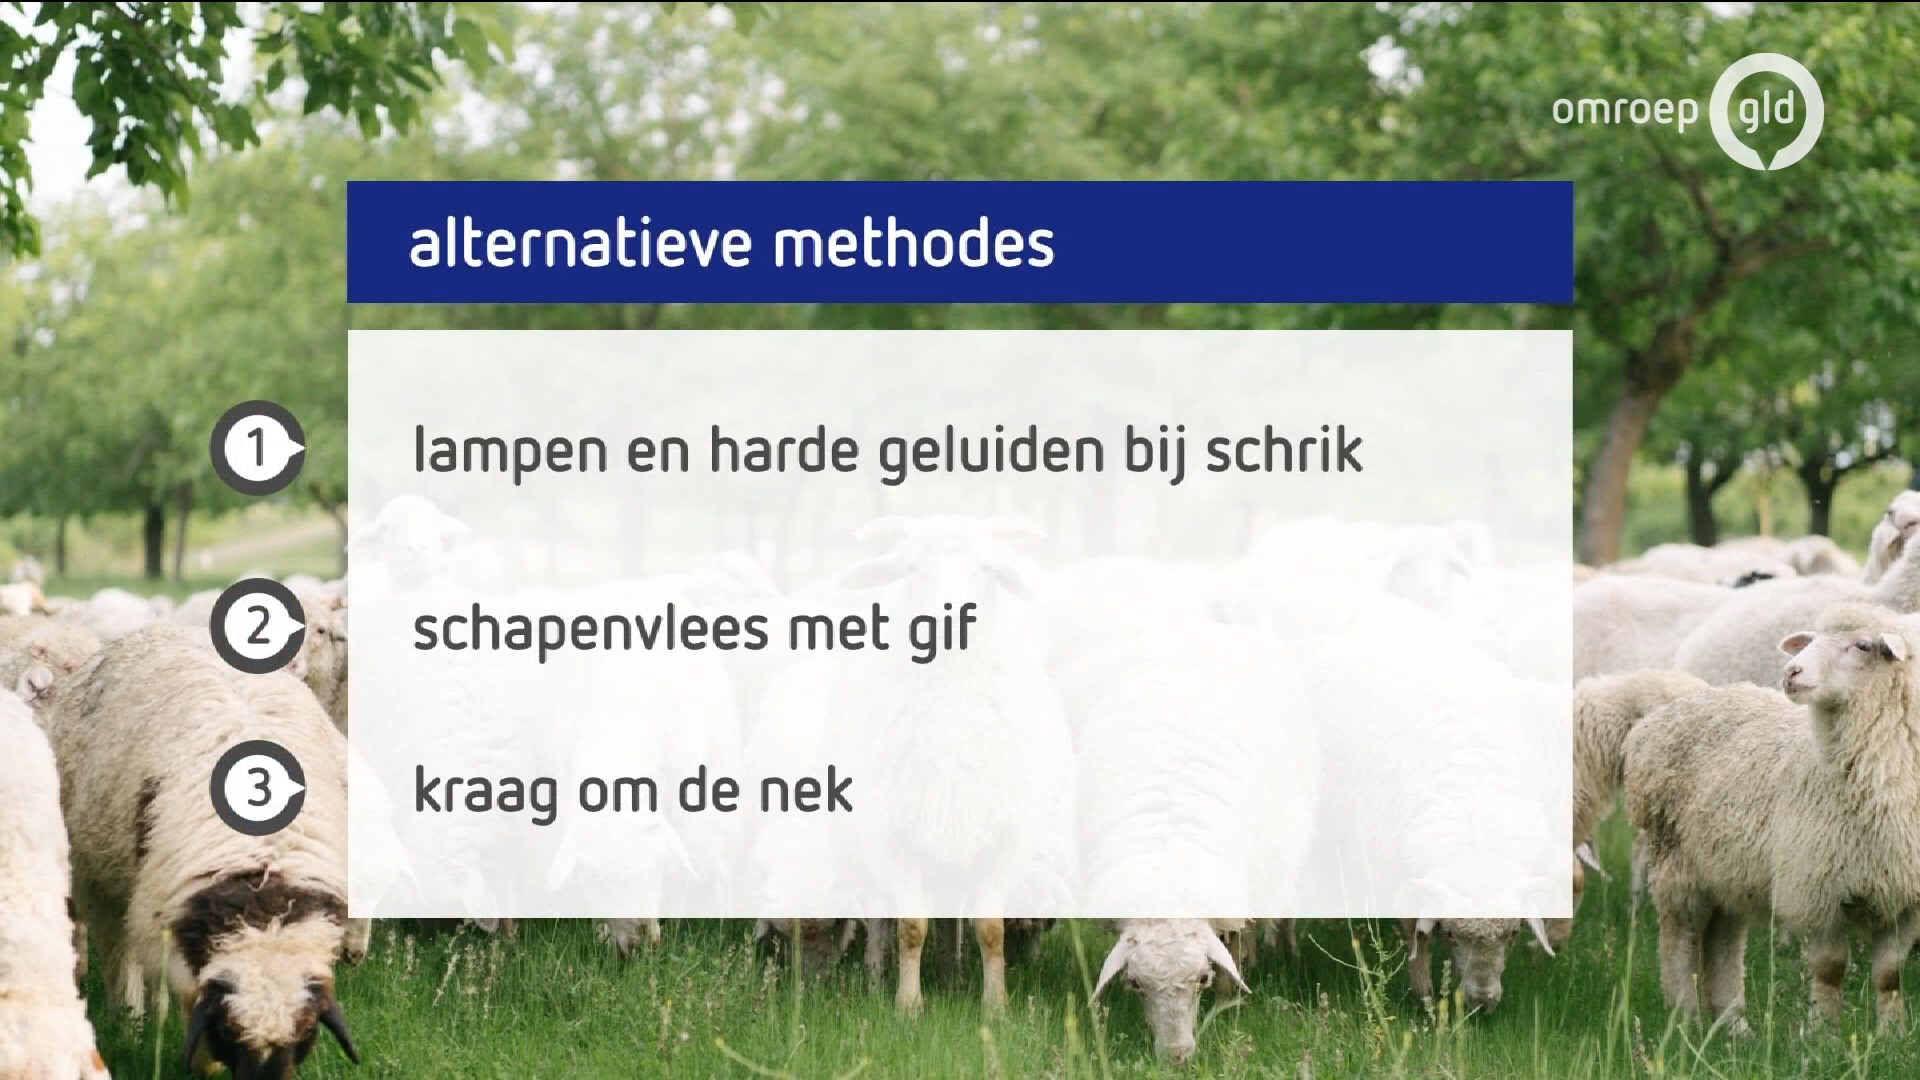 omroep gld
alternatieve methodes
1 lampen en harde geluiden bij schrik
2 schapenvlees met gif
3 kraag om de nek